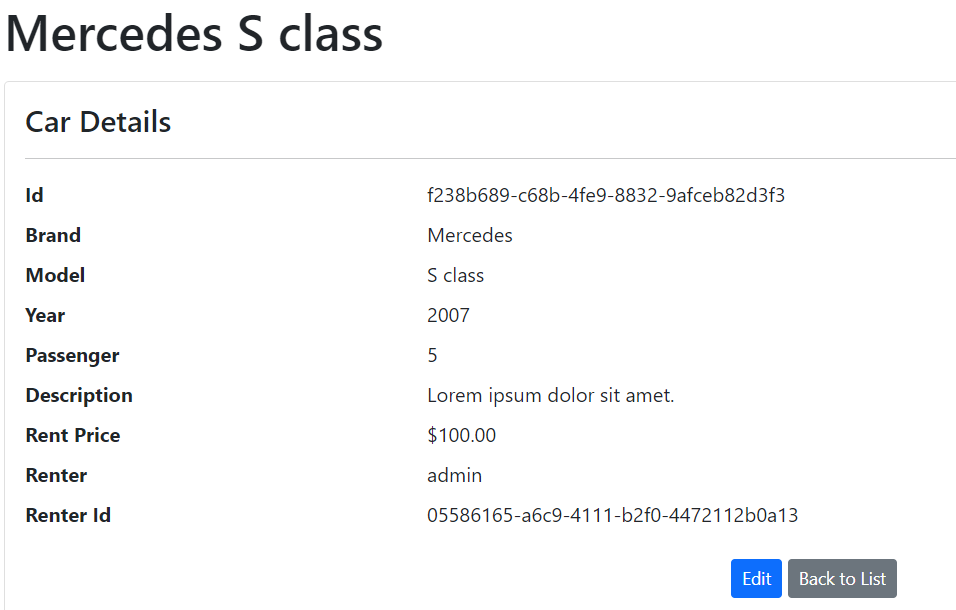 Mercedes S class
Car Details
Id f238b689-c68b-4fe9-8832-9afceb82d3f3
Brand Mercedes
Model S class
Year 2007
Passenger 5
Description Lorem ipsum dolor sit amet.
Rent Price $100.00
Renter admin
Renter Id 05586165-a6c9-4111-b2f0-4472112b0a13
Edit Back to List